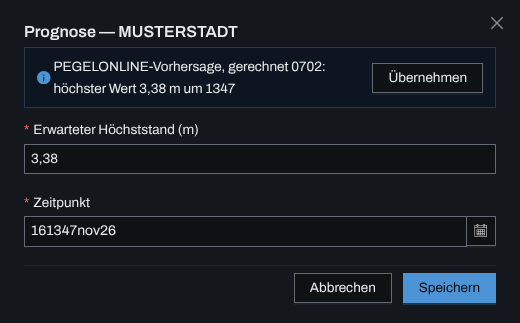 Prognose — MUSTERSTADT
PEGELONLINE-Vorhersage, gerechnet 0702:
höchster Wert 3,38 m um 1347
Übernehmen
* Erwarteter Höchststand (m)
3,38
* Zeitpunkt
161347nov26
Abbrechen
Speichern